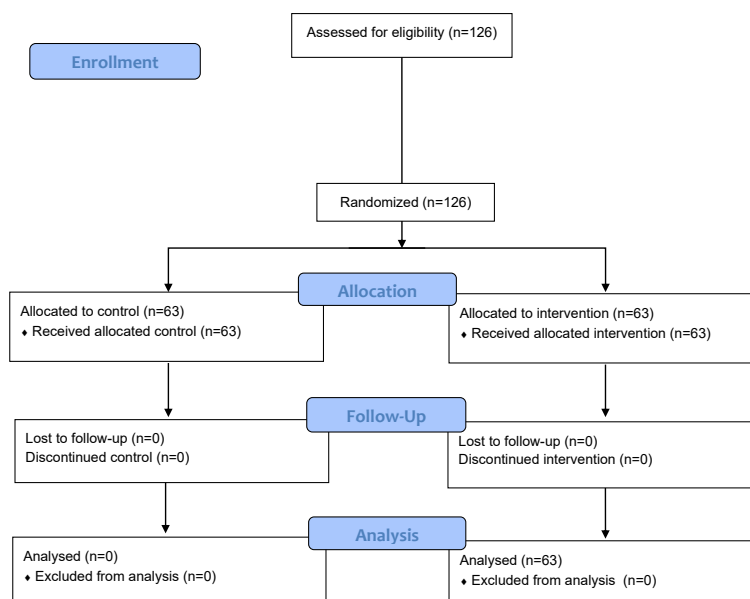 Assessed for eligibility (n=126)
Enrollment
Randomized (n=126)
Allocation
Allocated to control (n=63)
♦ Received allocated control (n=63)
Allocated to intervention (n=63)
♦ Received allocated intervention (n=63)
Follow-Up
Lost to follow-up (n=0)
Discontinued control (n=0)
Lost to follow-up (n=0)
Discontinued intervention (n=0)
Analysis
Analysed (n=0)
♦ Excluded from analysis (n=0)
Analysed (n=63)
♦ Excluded from analysis (n=0)